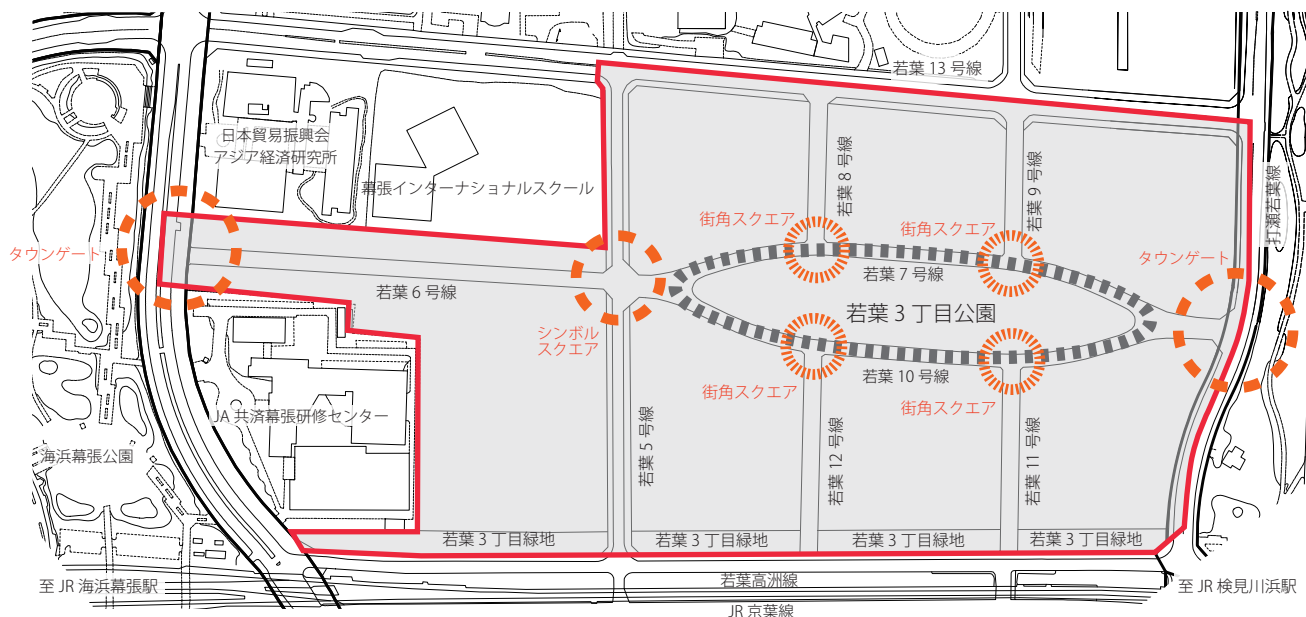 若葉 13 号線
日本貿易振興会
アジア経済研究所
幕張インターナショナルスクール
若葉 8 号線
若葉 9 号線
打瀬若葉線
街角スクエア
街角スクエア
タウンゲート
タウンゲート
若葉 7 号線
若葉 6 号線
若葉 3 丁目公園
シンボル
スクエア
若葉 10 号線
街角スクエア
街角スクエア
JA 共済幕張研修センター
若葉 5 号線
若葉 12 号線
若葉 11 号線
海浜幕張公園
若葉 3 丁目緑地
若葉 3 丁目緑地
若葉 3 丁目緑地
若葉 3 丁目緑地
至 JR 海浜幕張駅
若葉高洲線
至 JR 検見川浜駅
JR 京葉線